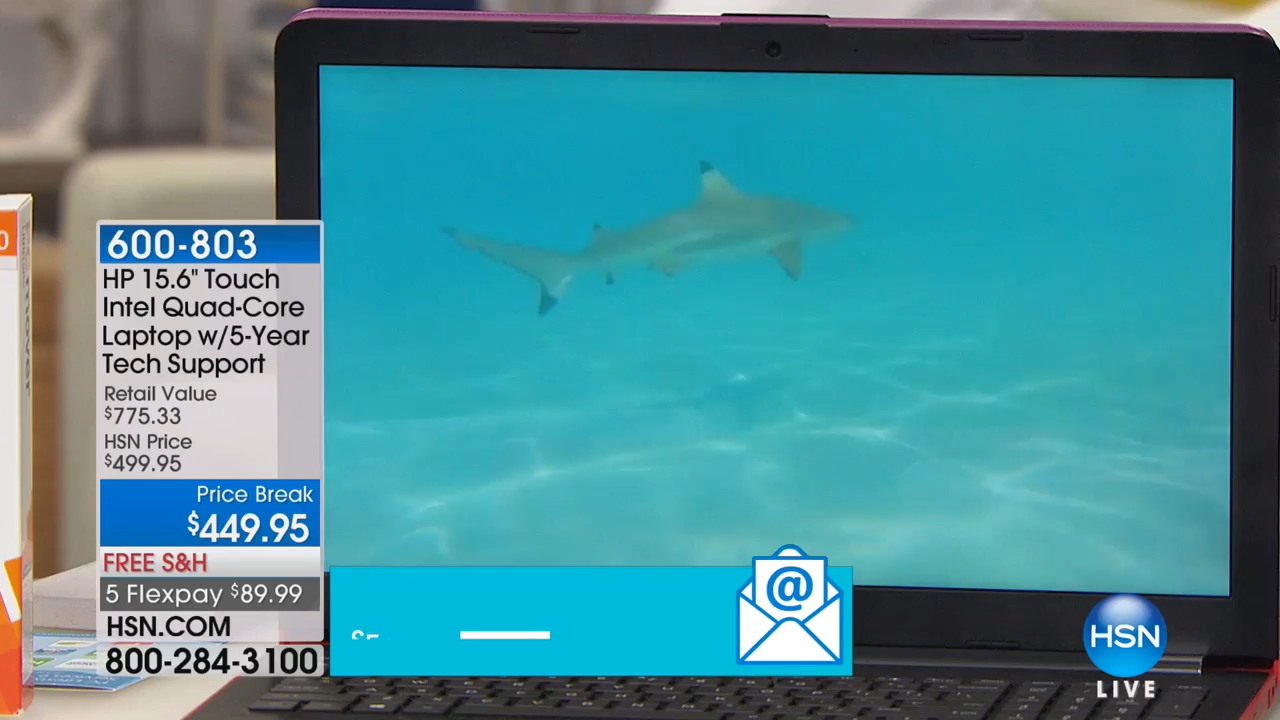 600-803
HP 15.6" Touch
Intel Quad-Core
Laptop w/5-Year
Tech Support
Retail Value
$775.33
HSN Price
$499.95
Price Break
$449.95
FREE S&H
5 Flexpay $89.99
HSN.COM
800-284-3100
@
HSN
LIVE